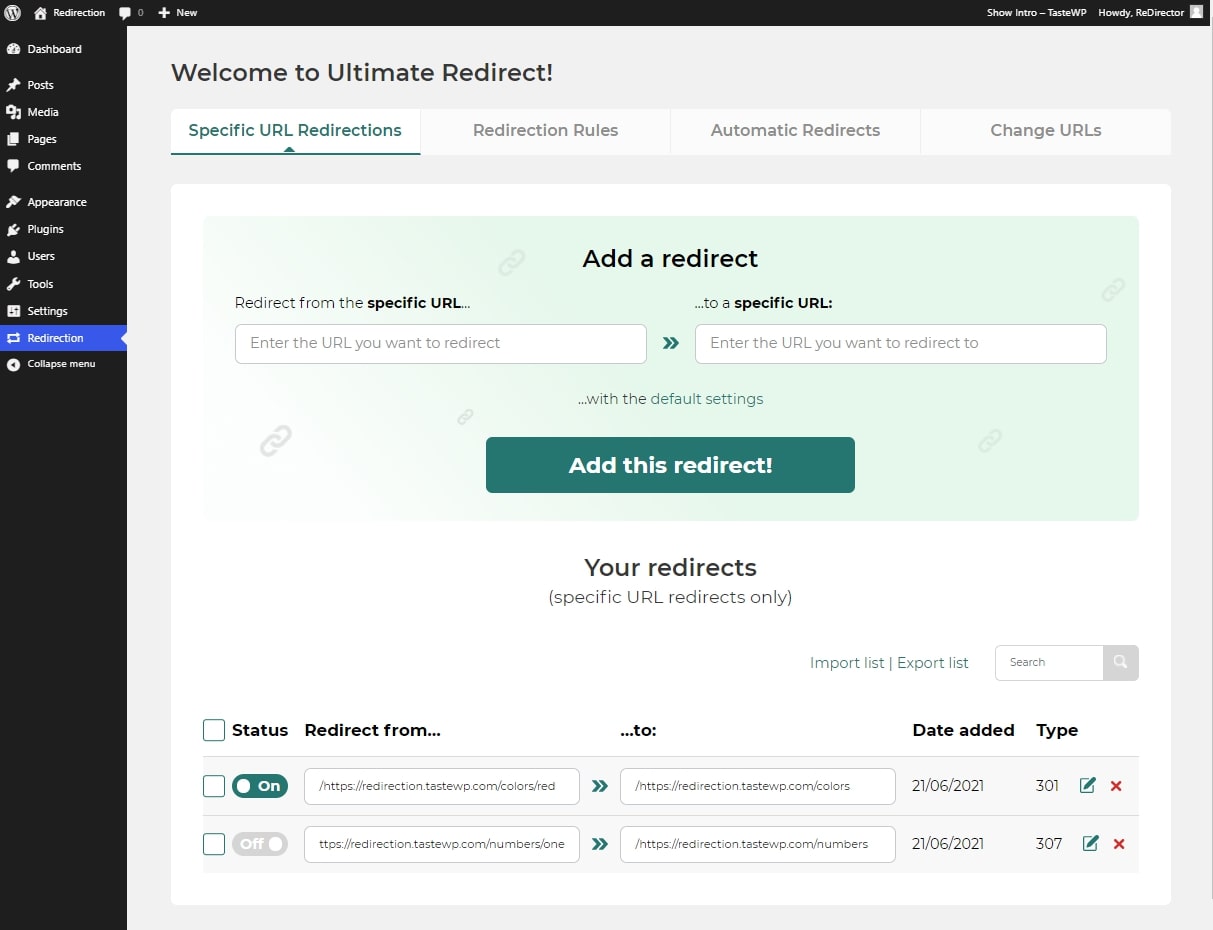 Redirection 0 New Show Intro – TasteWP Howdy, ReDirector
Dashboard
Posts
Media
Pages
Comments
Appearance
Plugins
Users
Tools
Settings
Redirection
Collapse menu
Welcome to Ultimate Redirect!
Specific URL Redirections Redirection Rules Automatic Redirects Change URLs
Add a redirect
Redirect from the specific URL... ...to a specific URL:
Enter the URL you want to redirect Enter the URL you want to redirect to
...with the default settings
Add this redirect!
Your redirects
(specific URL redirects only)
Import list | Export list Search
Status Redirect from... ...to: Date added Type
On /https://redirection.tastewp.com/colors/red /https://redirection.tastewp.com/colors 21/06/2021 301
Off ttps://redirection.tastewp.com/numbers/one /https://redirection.tastewp.com/numbers 21/06/2021 307